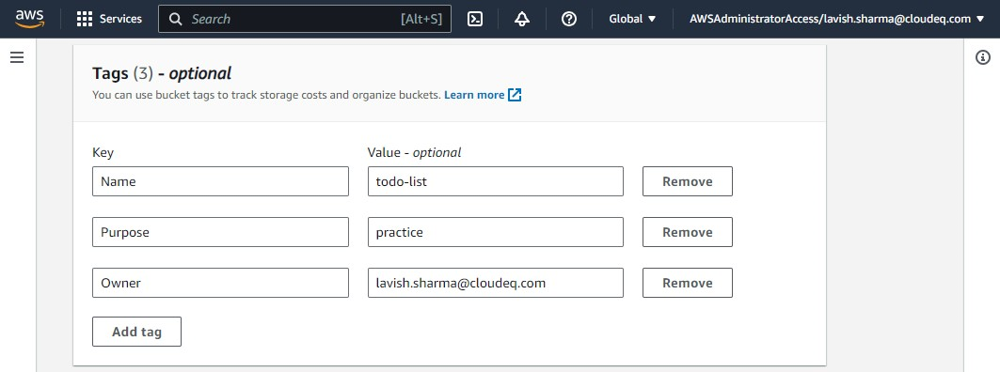 aws Services Search [Alt+S] Global AWSAdministratorAccess/lavish.sharma@cloudeq.com
Tags (3) - optional
You can use bucket tags to track storage costs and organize buckets. Learn more
Key Value - optional
Name todo-list Remove
Purpose practice Remove
Owner lavish.sharma@cloudeq.com Remove
Add tag